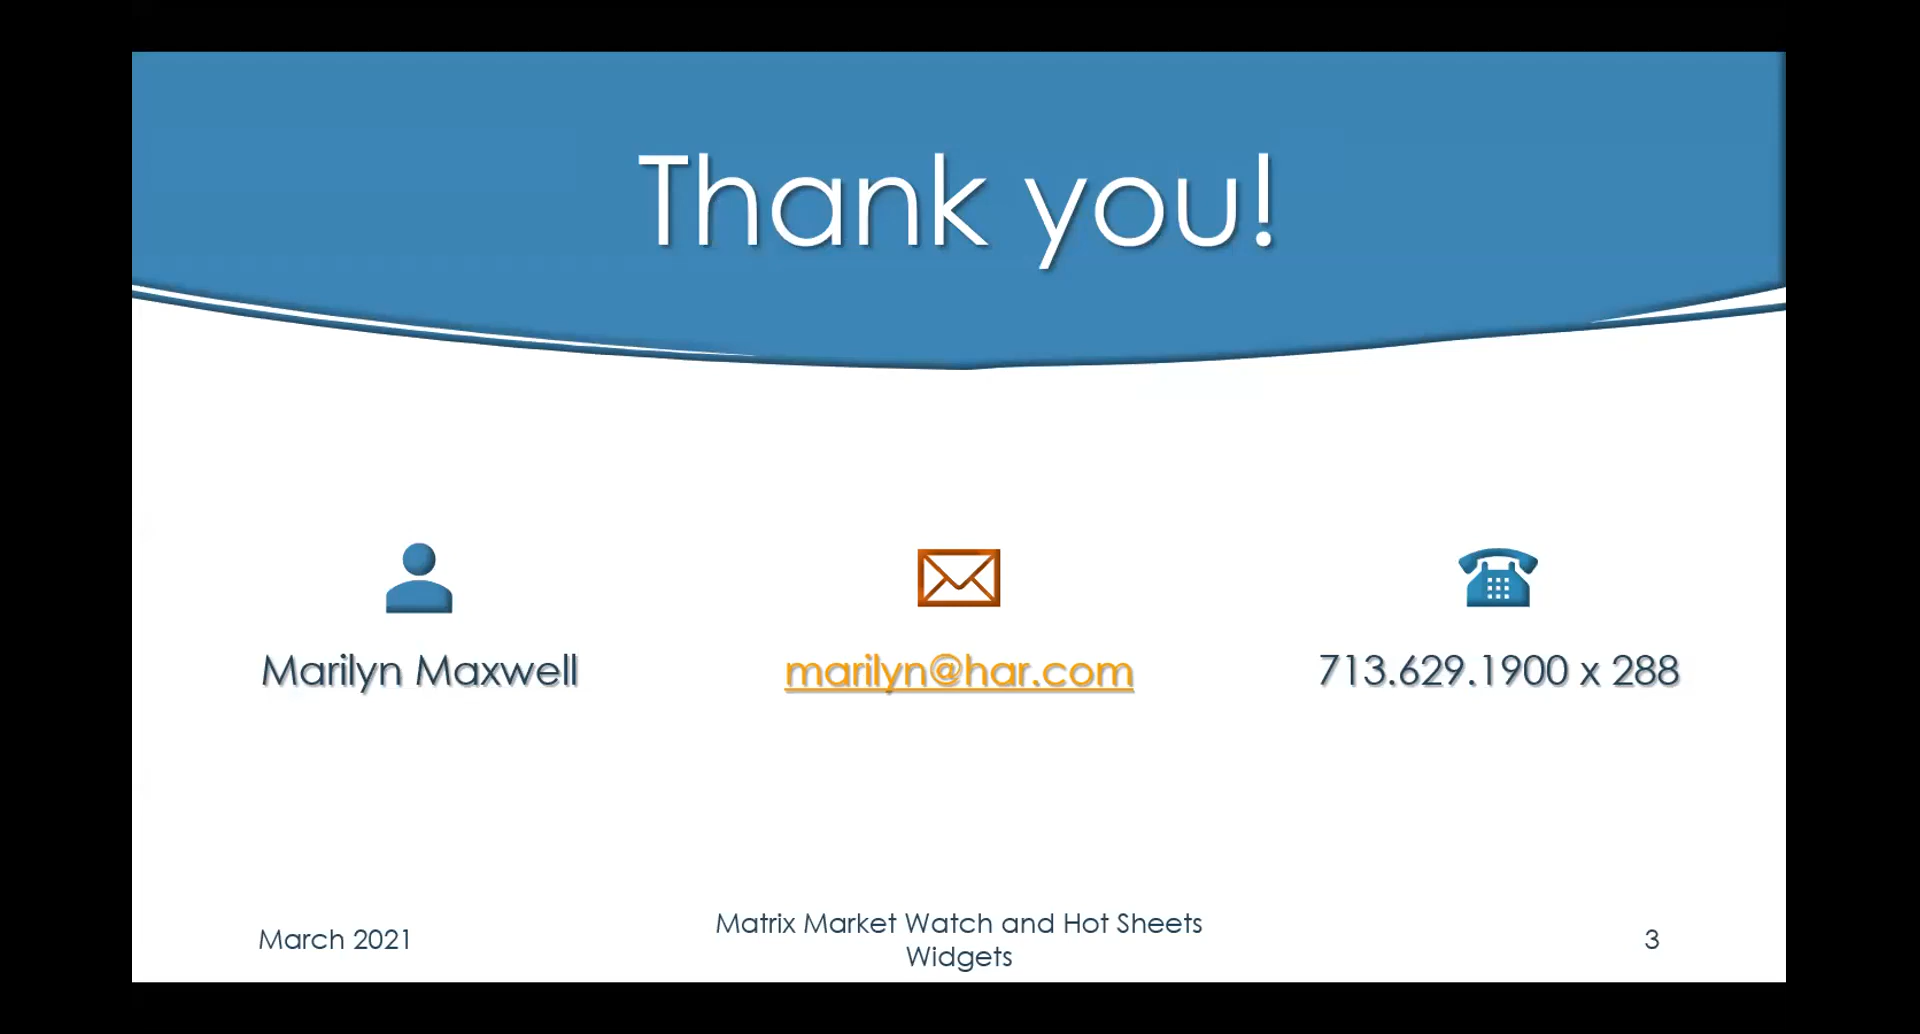 Thank you!
Marilyn Maxwell
marilyn@har.com
713.629.1900 x 288
March 2021
Matrix Market Watch and Hot Sheets
Widgets
3